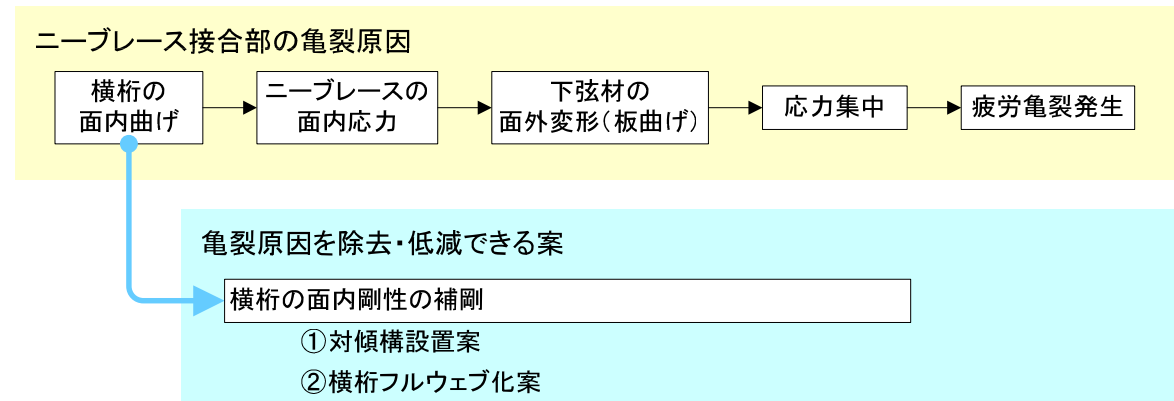 ニーブレース接合部の亀裂原因
横桁の
面内曲げ
ニーブレースの
面内応力
下弦材の
面外変形(板曲げ)
応力集中
疲労亀裂発生
亀裂原因を除去・低減できる案
横桁の面内剛性の補剛
①対傾構設置案
②横桁フルウェブ化案